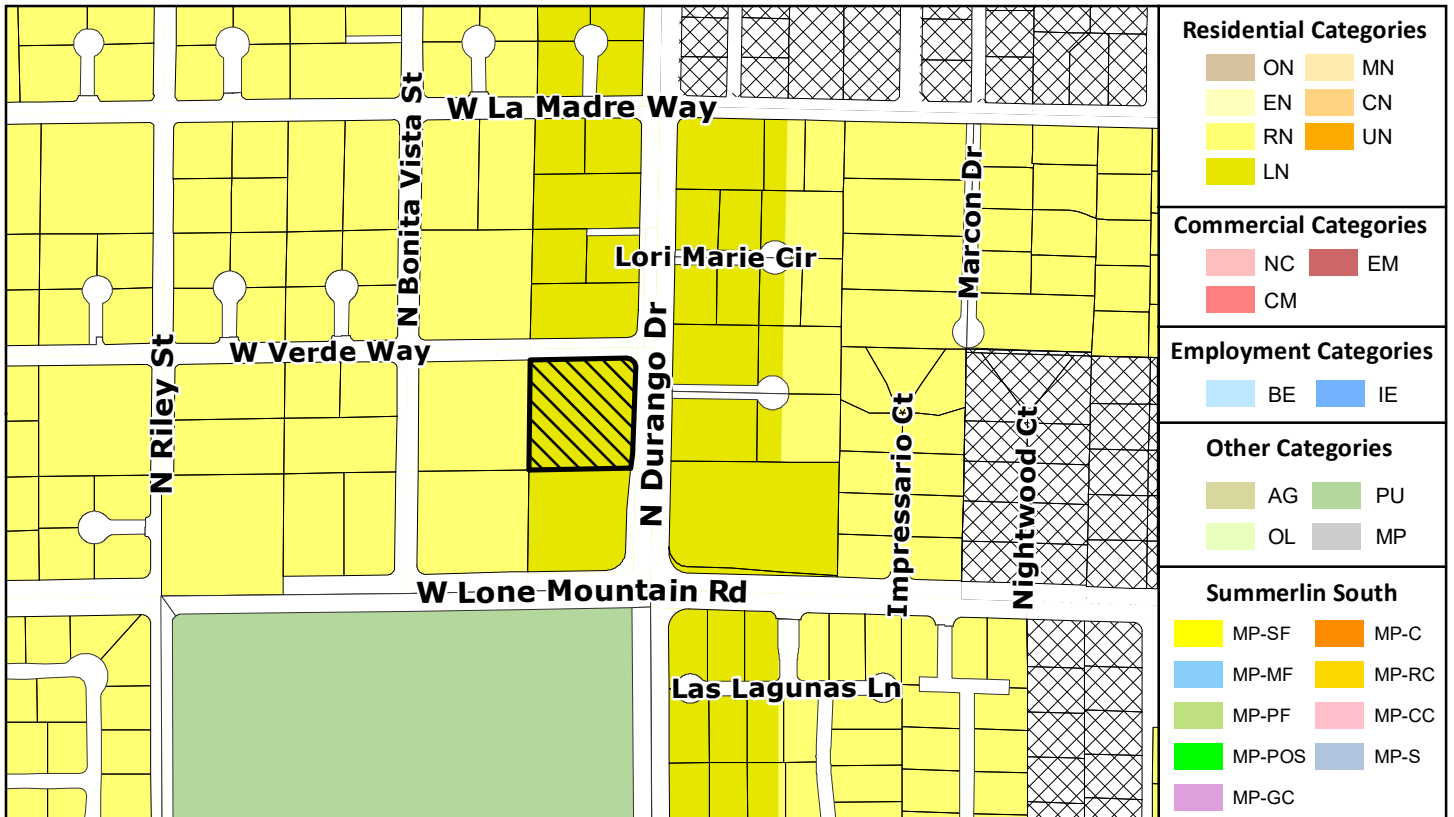 W La Madre Way
N Bonita Vista St
Marcon Dr
Lori Marie Cir
N Durango Dr
W Verde Way
N Riley St
Impressario Ct
Nightwood Ct
W Lone Mountain Rd
Las Lagunas Ln
Residential Categories
ON MN
EN CN
RN UN
LN
Commercial Categories
NC EM
CM
Employment Categories
BE IE
Other Categories
AG PU
OL MP
Summerlin South
MP-SF MP-C
MP-MF MP-RC
MP-PF MP-CC
MP-POS MP-S
MP-GC